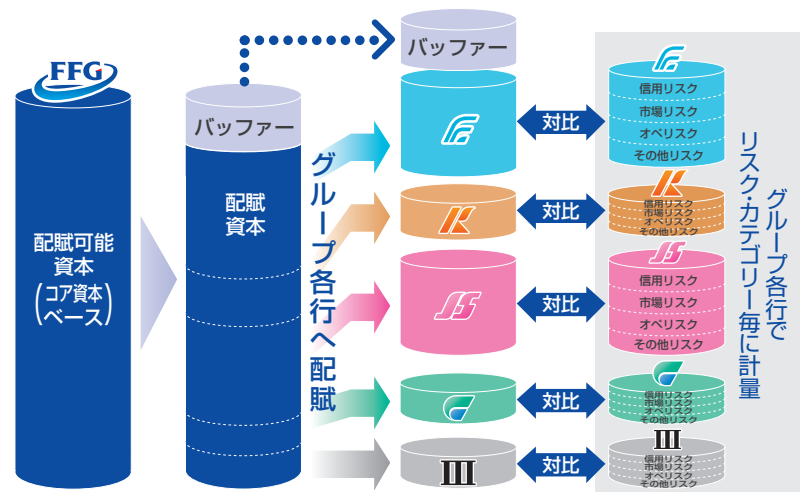 FFG
配賦可能
資本
(コア資本
ベース)
バッファー
配賦
資本
グループ各行へ配賦
バッファー
対比
信用リスク
市場リスク
オペリスク
その他リスク
対比
信用リスク
市場リスク
オペリスク
その他リスク
対比
信用リスク
市場リスク
オペリスク
その他リスク
対比
信用リスク
市場リスク
オペリスク
その他リスク
III
対比
III
信用リスク
市場リスク
オペリスク
その他リスク
グループ各行で
リスク・カテゴリー毎に計量